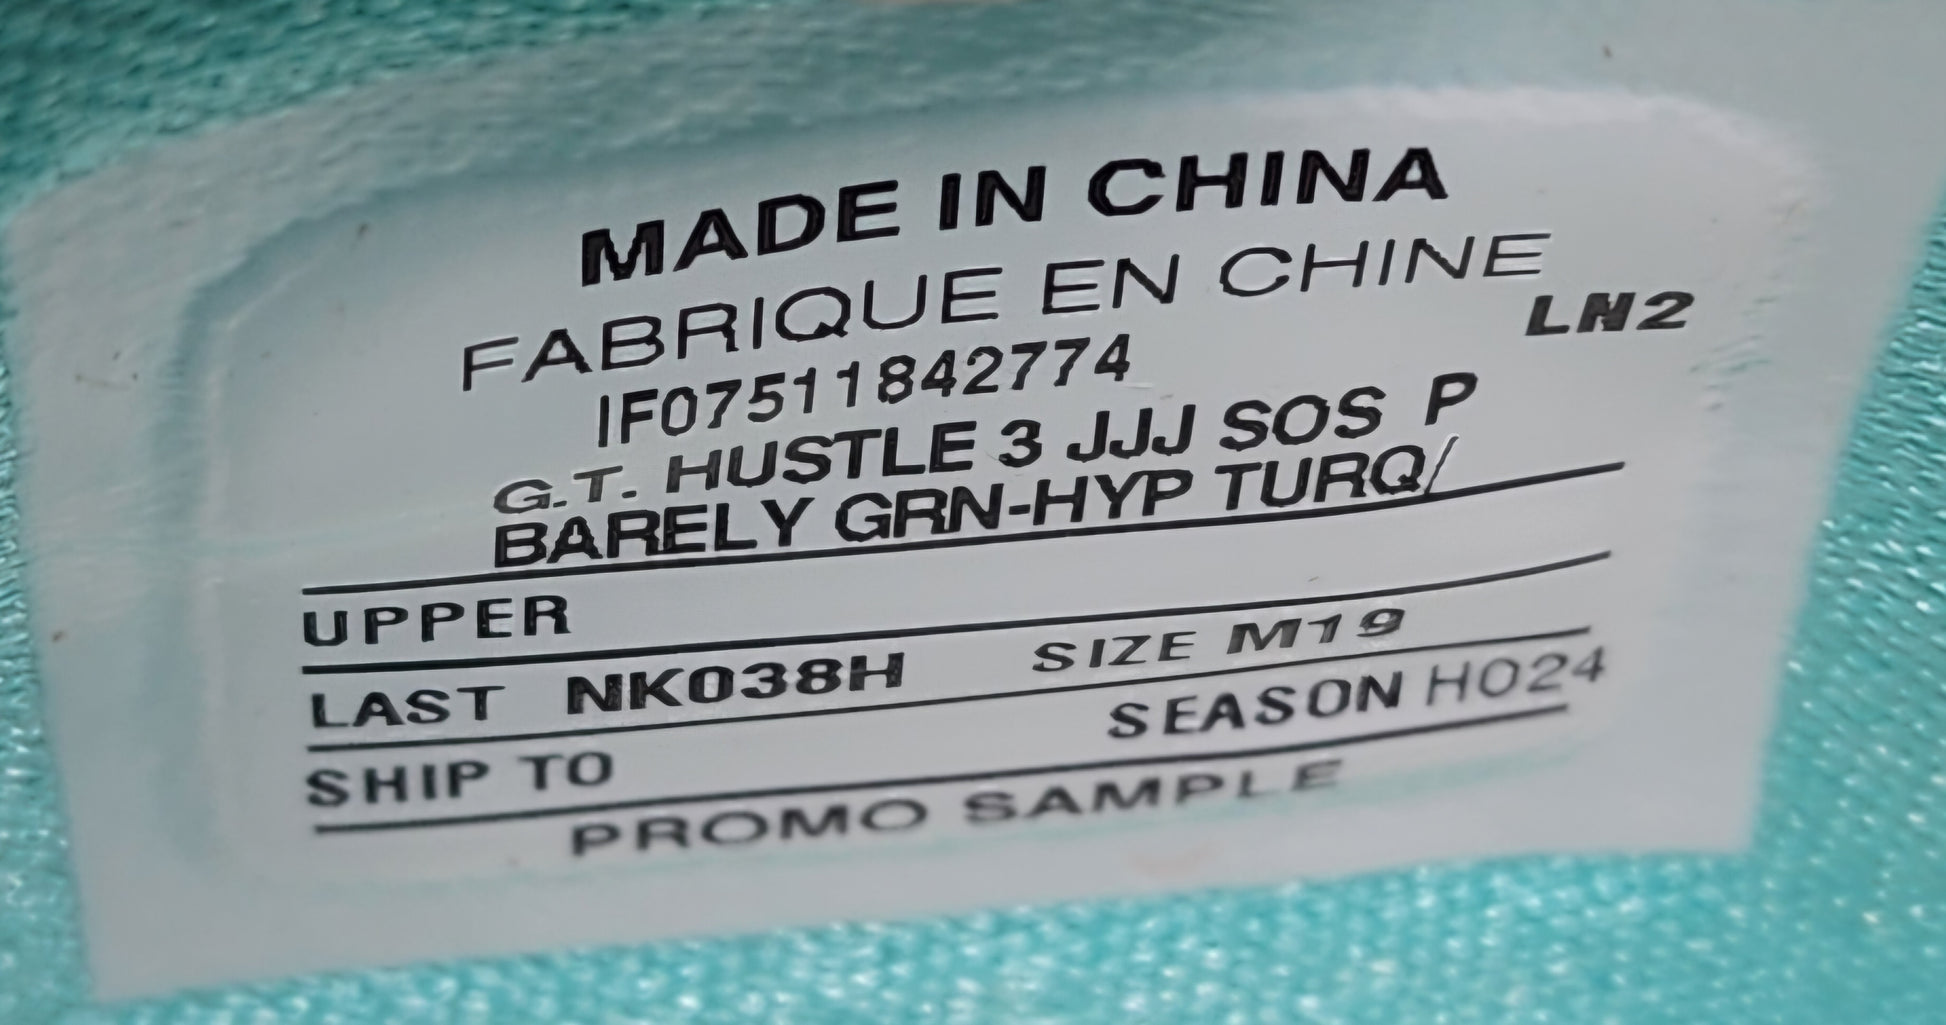 MADE IN CHINA
FABRIQUE EN CHINE
LN2
IF07511842774
G.T. HUSTLE 3 JJJ SOS P
BARELY GRN-HYP TURQ/
UPPER
LAST NK038H SIZE M19
SHIP TO SEASON HO24
PROMO SAMPLE